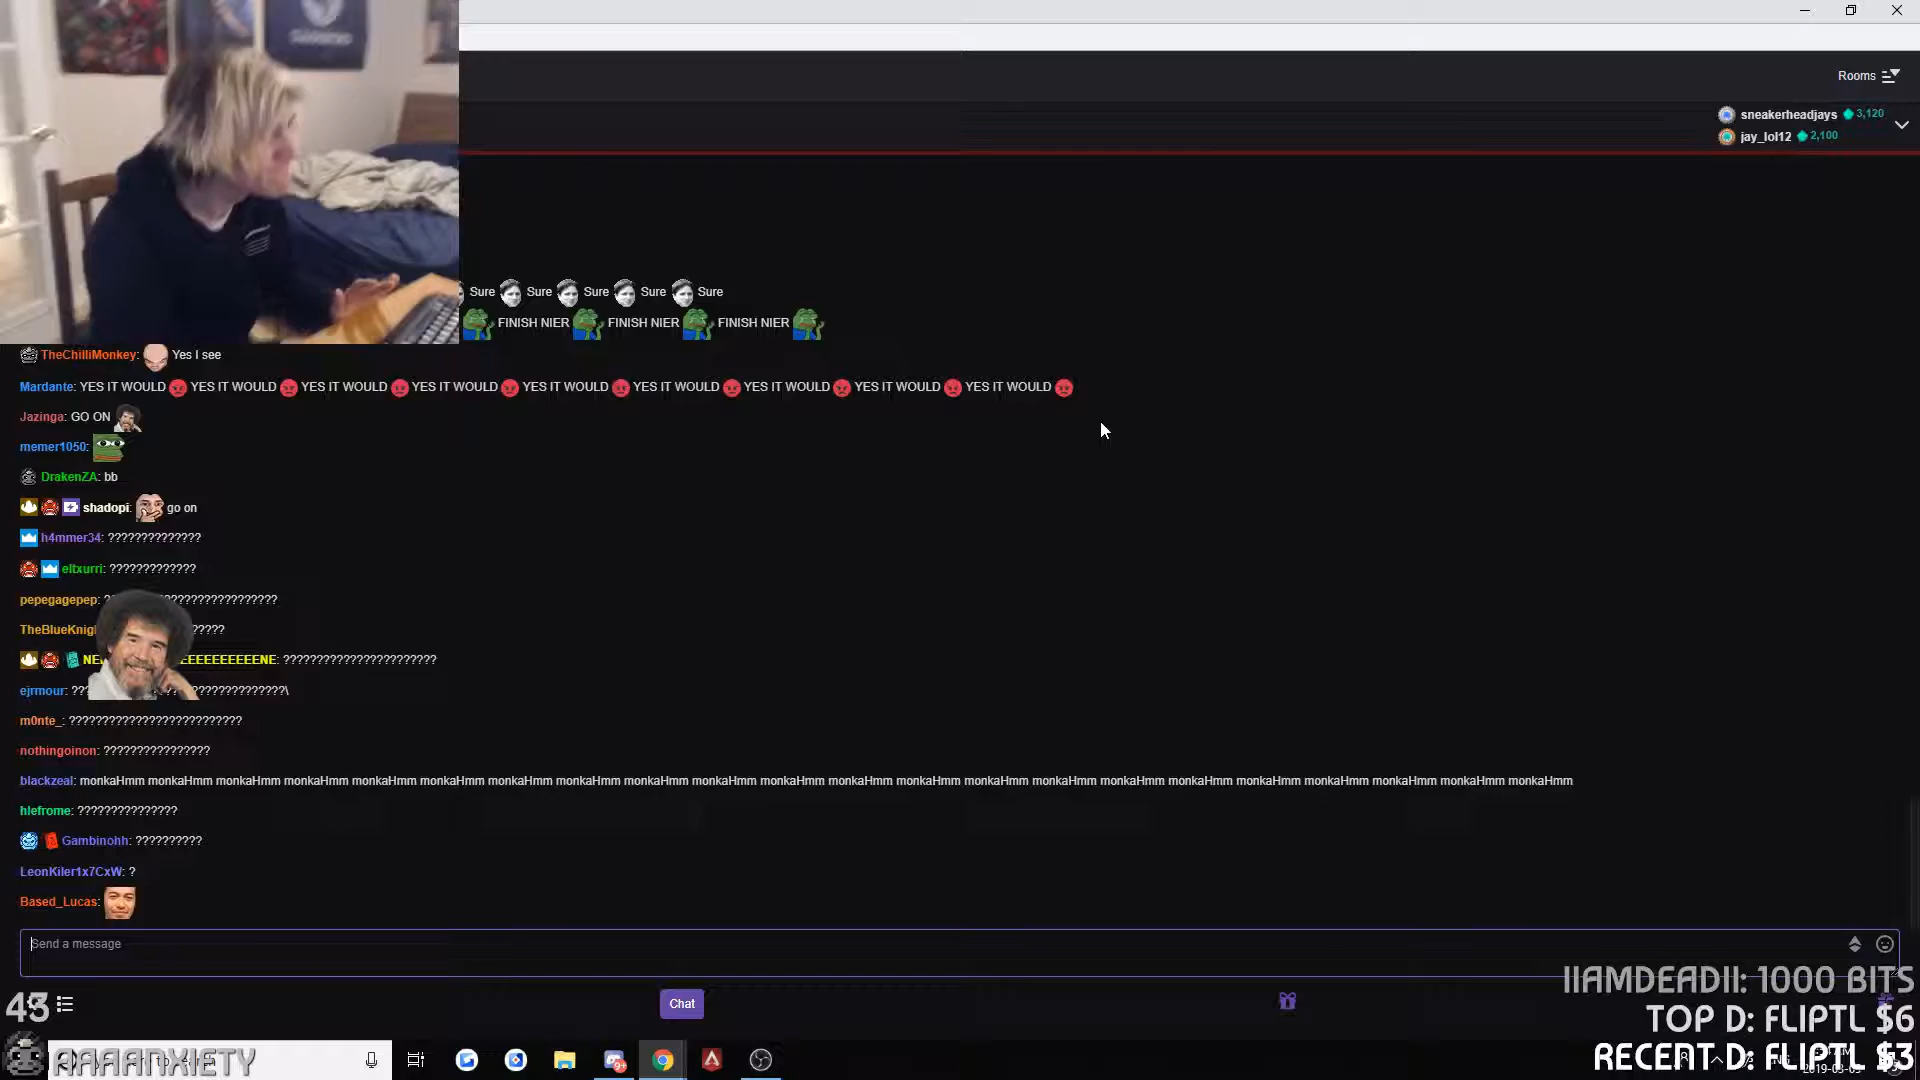 Rooms
sneakerheadjays 3,120
jay_lol12 2,100
Sure Sure Sure Sure Sure
FINISH NIER FINISH NIER FINISH NIER
TheChilliMonkey: Yes I see
Mardante: YES IT WOULD YES IT WOULD YES IT WOULD YES IT WOULD YES IT WOULD YES IT WOULD YES IT WOULD YES IT WOULD YES IT WOULD
Jazinga: GO ON
memer1050:
DrakenZA: bb
shadopi: go on
h4mmer34: ??????????????
eltxurri: ?????????????
pepegagepep: ??????????????????
TheBlueKnig ?????
NE EEEEEEEEEENE: ???????????????????????
ejrmour: ?????????????????\
m0nte_: ??????????????????????????
nothingoinon: ????????????????
blackzeal: monkaHmm monkaHmm monkaHmm monkaHmm monkaHmm monkaHmm monkaHmm monkaHmm monkaHmm monkaHmm monkaHmm monkaHmm monkaHmm monkaHmm monkaHmm monkaHmm monkaHmm monkaHmm monkaHmm monkaHmm monkaHmm monkaHmm
hlefrome: ???????????????
Gambinohh: ??????????
LeonKiler1x7CxW: ?
Based_Lucas:
Send a message
IIAMDEADII: 1000 BITS
43
Chat
TOP D: FLIPTL $6
AAAANXIETY
RECENT D: FLIPTL $3